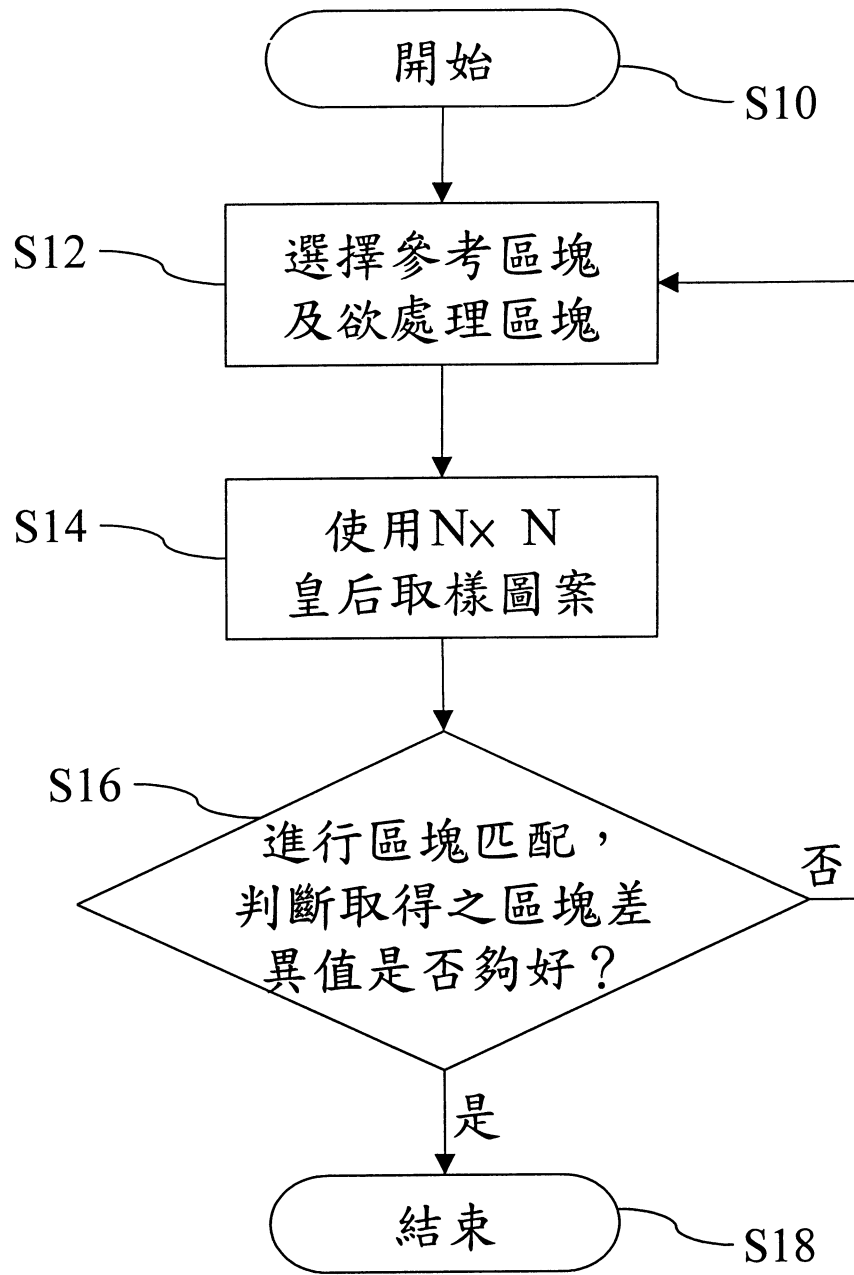 開始
S10
S12
選擇參考區塊
及欲處理區塊
S14
使用N× N
皇后取樣圖案
S16
進行區塊匹配，
判斷取得之區塊差
異值是否夠好？
否
是
結束
S18